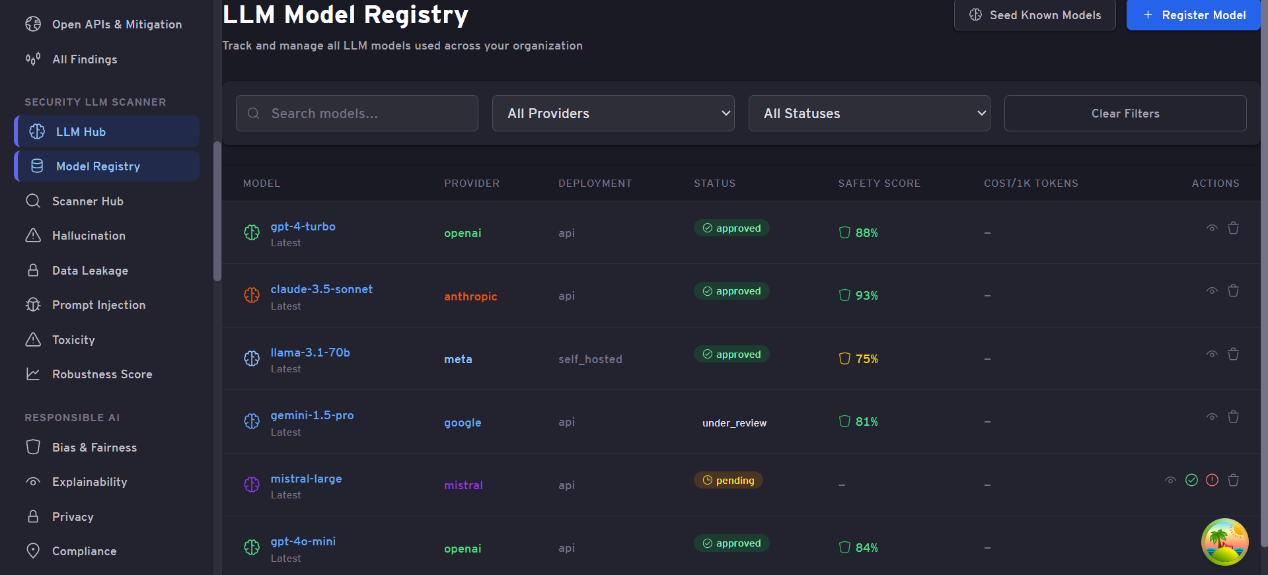 Open APIs & Mitigation
All Findings
SECURITY LLM SCANNER
LLM Hub
Model Registry
Scanner Hub
Hallucination
Data Leakage
Prompt Injection
Toxicity
Robustness Score
RESPONSIBLE AI
Bias & Fairness
Explainability
Privacy
Compliance
LLM Model Registry
Track and manage all LLM models used across your organization
Seed Known Models
+ Register Model
Search models...
All Providers
All Statuses
Clear Filters
MODEL PROVIDER DEPLOYMENT STATUS SAFETY SCORE COST/1K TOKENS ACTIONS
gpt-4-turbo openai api approved 88% –
Latest
claude-3.5-sonnet anthropic api approved 93% –
Latest
llama-3.1-70b meta self_hosted approved 75% –
Latest
gemini-1.5-pro google api under_review 81% –
Latest
mistral-large mistral api pending – –
Latest
gpt-4o-mini openai api approved 84% –
Latest